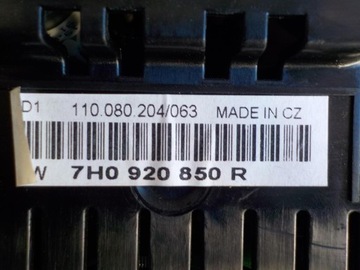 D1 110.080.204/063 MADE IN CZ
W 7H0 920 850 R